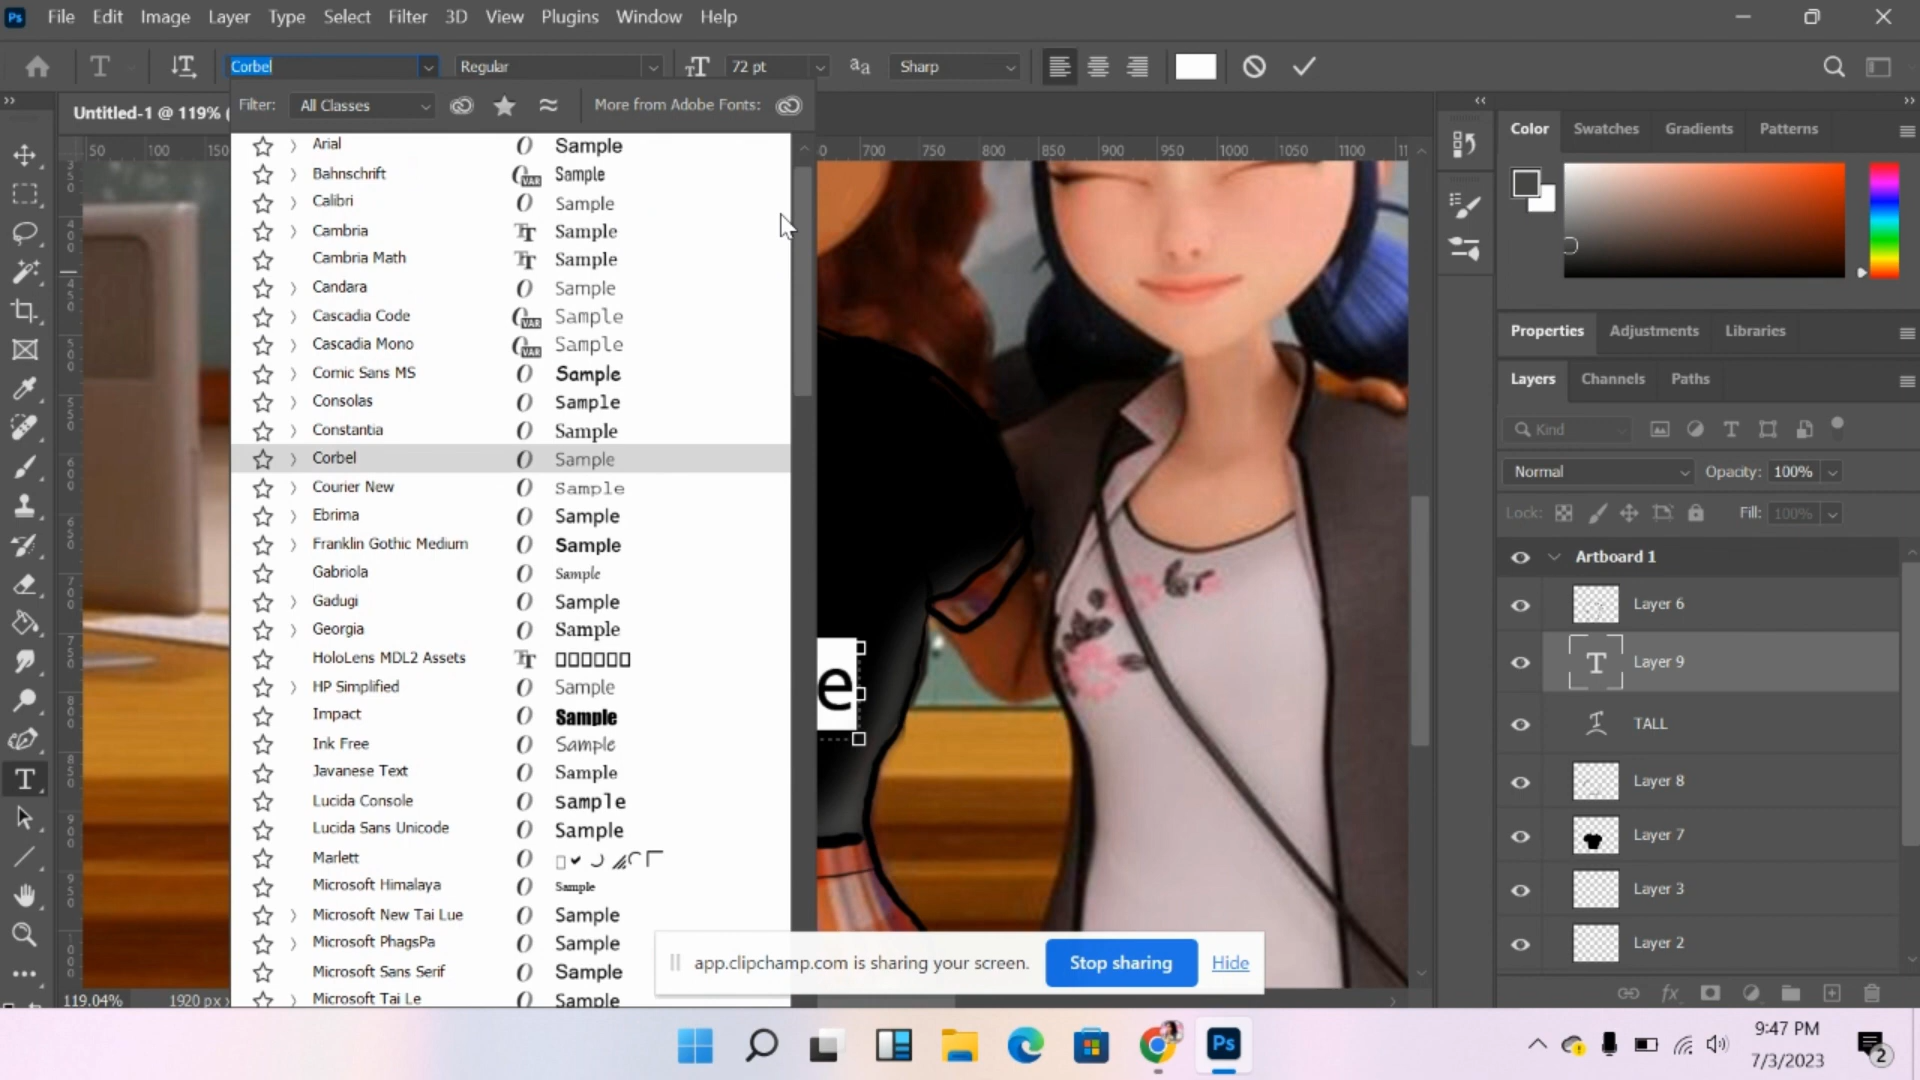 Ps File Edit Image Layer Type Select Filter 3D View Plugins Window Help
T Corbel Regular 72 pt aa Sharp
Filter: All Classes More from Adobe Fonts:
Untitled-1 @ 119% (
50 100 150 700 750 800 850 900 950 1000 1050 1100
Arial Sample
Bahnschrift Sample
Calibri Sample
Cambria Sample
Cambria Math Sample
Candara Sample
Cascadia Code Sample
Cascadia Mono Sample
Comic Sans MS Sample
Consolas Sample
Constantia Sample
Corbel Sample
Courier New Sample
Ebrima Sample
Franklin Gothic Medium Sample
Gabriola Sample
Gadugi Sample
Georgia Sample
HoloLens MDL2 Assets
HP Simplified Sample
Impact Sample
Ink Free Sample
Javanese Text Sample
Lucida Console Sample
Lucida Sans Unicode Sample
Marlett
Microsoft Himalaya Sample
Microsoft New Tai Lue Sample
Microsoft PhagsPa Sample
Microsoft Sans Serif Sample
Microsoft Tai Le Sample
e
Color Swatches Gradients Patterns
Properties Adjustments Libraries
Layers Channels Paths
Kind
Normal Opacity: 100%
Lock: Fill: 100%
Artboard 1
Layer 6
T Layer 9
TALL
Layer 8
Layer 7
Layer 3
Layer 2
fx
app.clipchamp.com is sharing your screen. Stop sharing Hide
119.04% 1920 px x
Ps
9:47 PM
7/3/2023
2